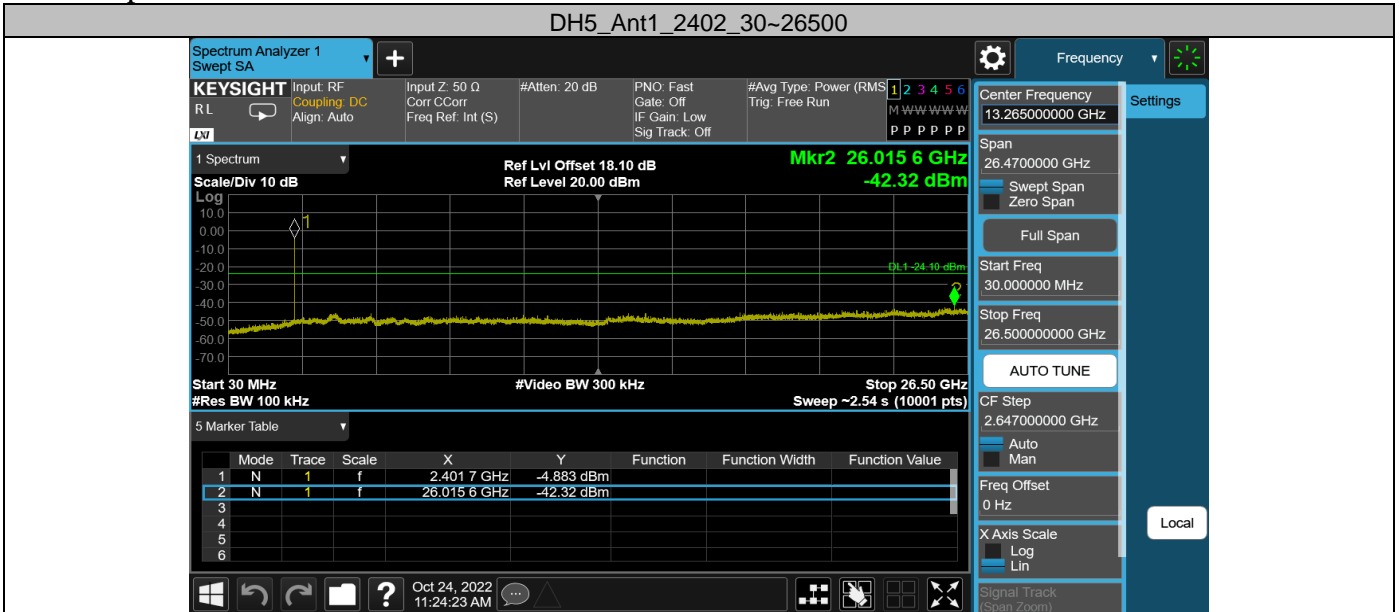 DH5_Ant1_2402_30~26500
Spectrum Analyzer 1
Swept SA
Frequency
KEYSIGHT
RL
LXI
Input: RF
Coupling: DC
Align: Auto
Input Z: 50 Ω
Corr CCorr
Freq Ref: Int (S)
#Atten: 20 dB
PNO: Fast
Gate: Off
IF Gain: Low
Sig Track: Off
#Avg Type: Power (RMS
Trig: Free Run
1 2 3 4 5 6
M W W W W W
P P P P P P
1 Spectrum
Scale/Div 10 dB
Ref Lvl Offset 18.10 dB
Ref Level 20.00 dBm
Mkr2 26.015 6 GHz
-42.32 dBm
Log
10.0
0.00
-10.0
-20.0
-30.0
-40.0
-50.0
-60.0
-70.0
1
DL1 -24.10 dBm
2
Start 30 MHz
#Res BW 100 kHz
#Video BW 300 kHz
Stop 26.50 GHz
Sweep ~2.54 s (10001 pts)
5 Marker Table
Mode Trace Scale X Y Function Function Width Function Value
1 N 1 f 2.401 7 GHz -4.883 dBm
2 N 1 f 26.015 6 GHz -42.32 dBm
3
4
5
6
Oct 24, 2022
11:24:23 AM
Center Frequency
13.265000000 GHz
Settings
Span
26.4700000 GHz
Swept Span
Zero Span
Full Span
Start Freq
30.000000 MHz
Stop Freq
26.500000000 GHz
AUTO TUNE
CF Step
2.647000000 GHz
Auto
Man
Freq Offset
0 Hz
Local
X Axis Scale
Log
Lin
Signal Track
(Span Zoom)